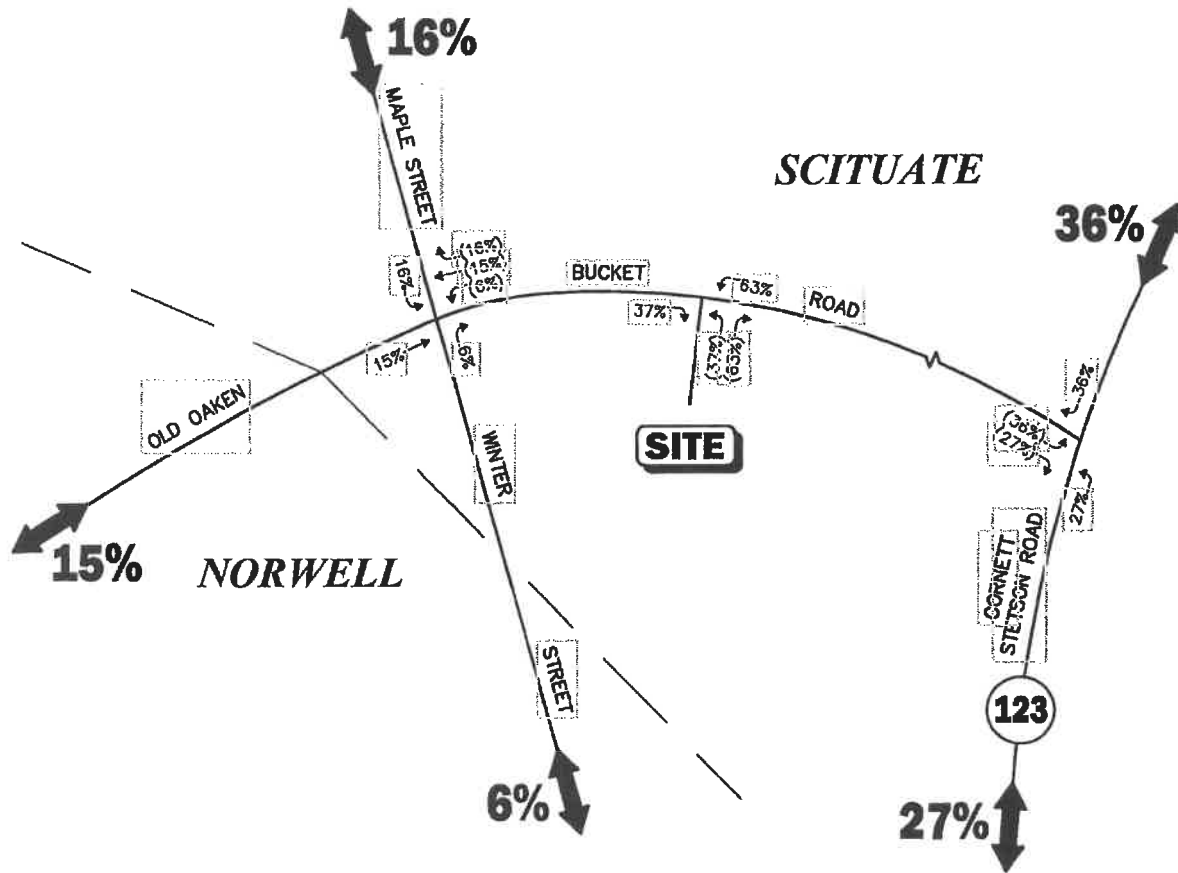 16%
MAPLE STREET
SCITUATE
36%
(16%)
15%
(6%)
16%
BUCKET
63%
ROAD
37%
15%
6%
(37%)
(63%)
36%
(36%)
27%)
OLD OAKEN
SITE
WINTER
27%
15%
NORWELL
CORNETT
STETSON ROAD
STREET
123
6%
27%